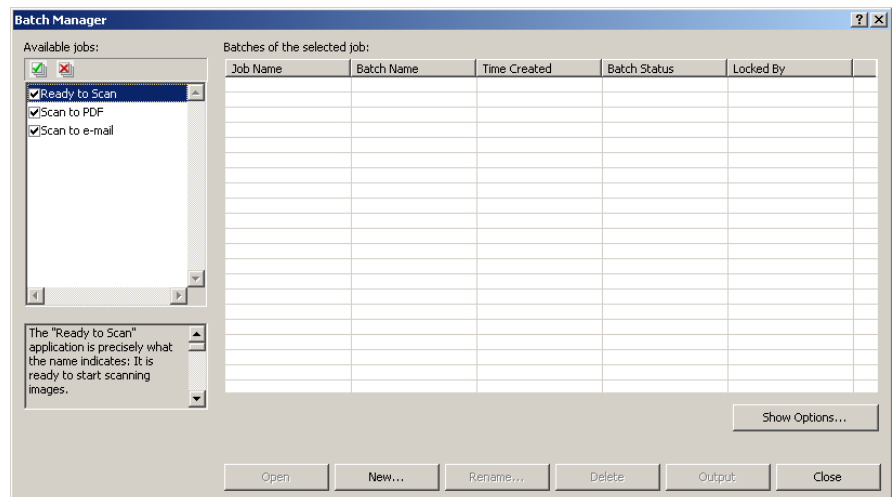 Batch Manager
Available jobs:
Batches of the selected job:
Job Name Batch Name Time Created Batch Status Locked By
Ready to Scan
Scan to PDF
Scan to e-mail
The "Ready to Scan"
application is precisely what
the name indicates: It is
ready to start scanning
images.
Show Options...
Open New... Rename... Delete Output Close